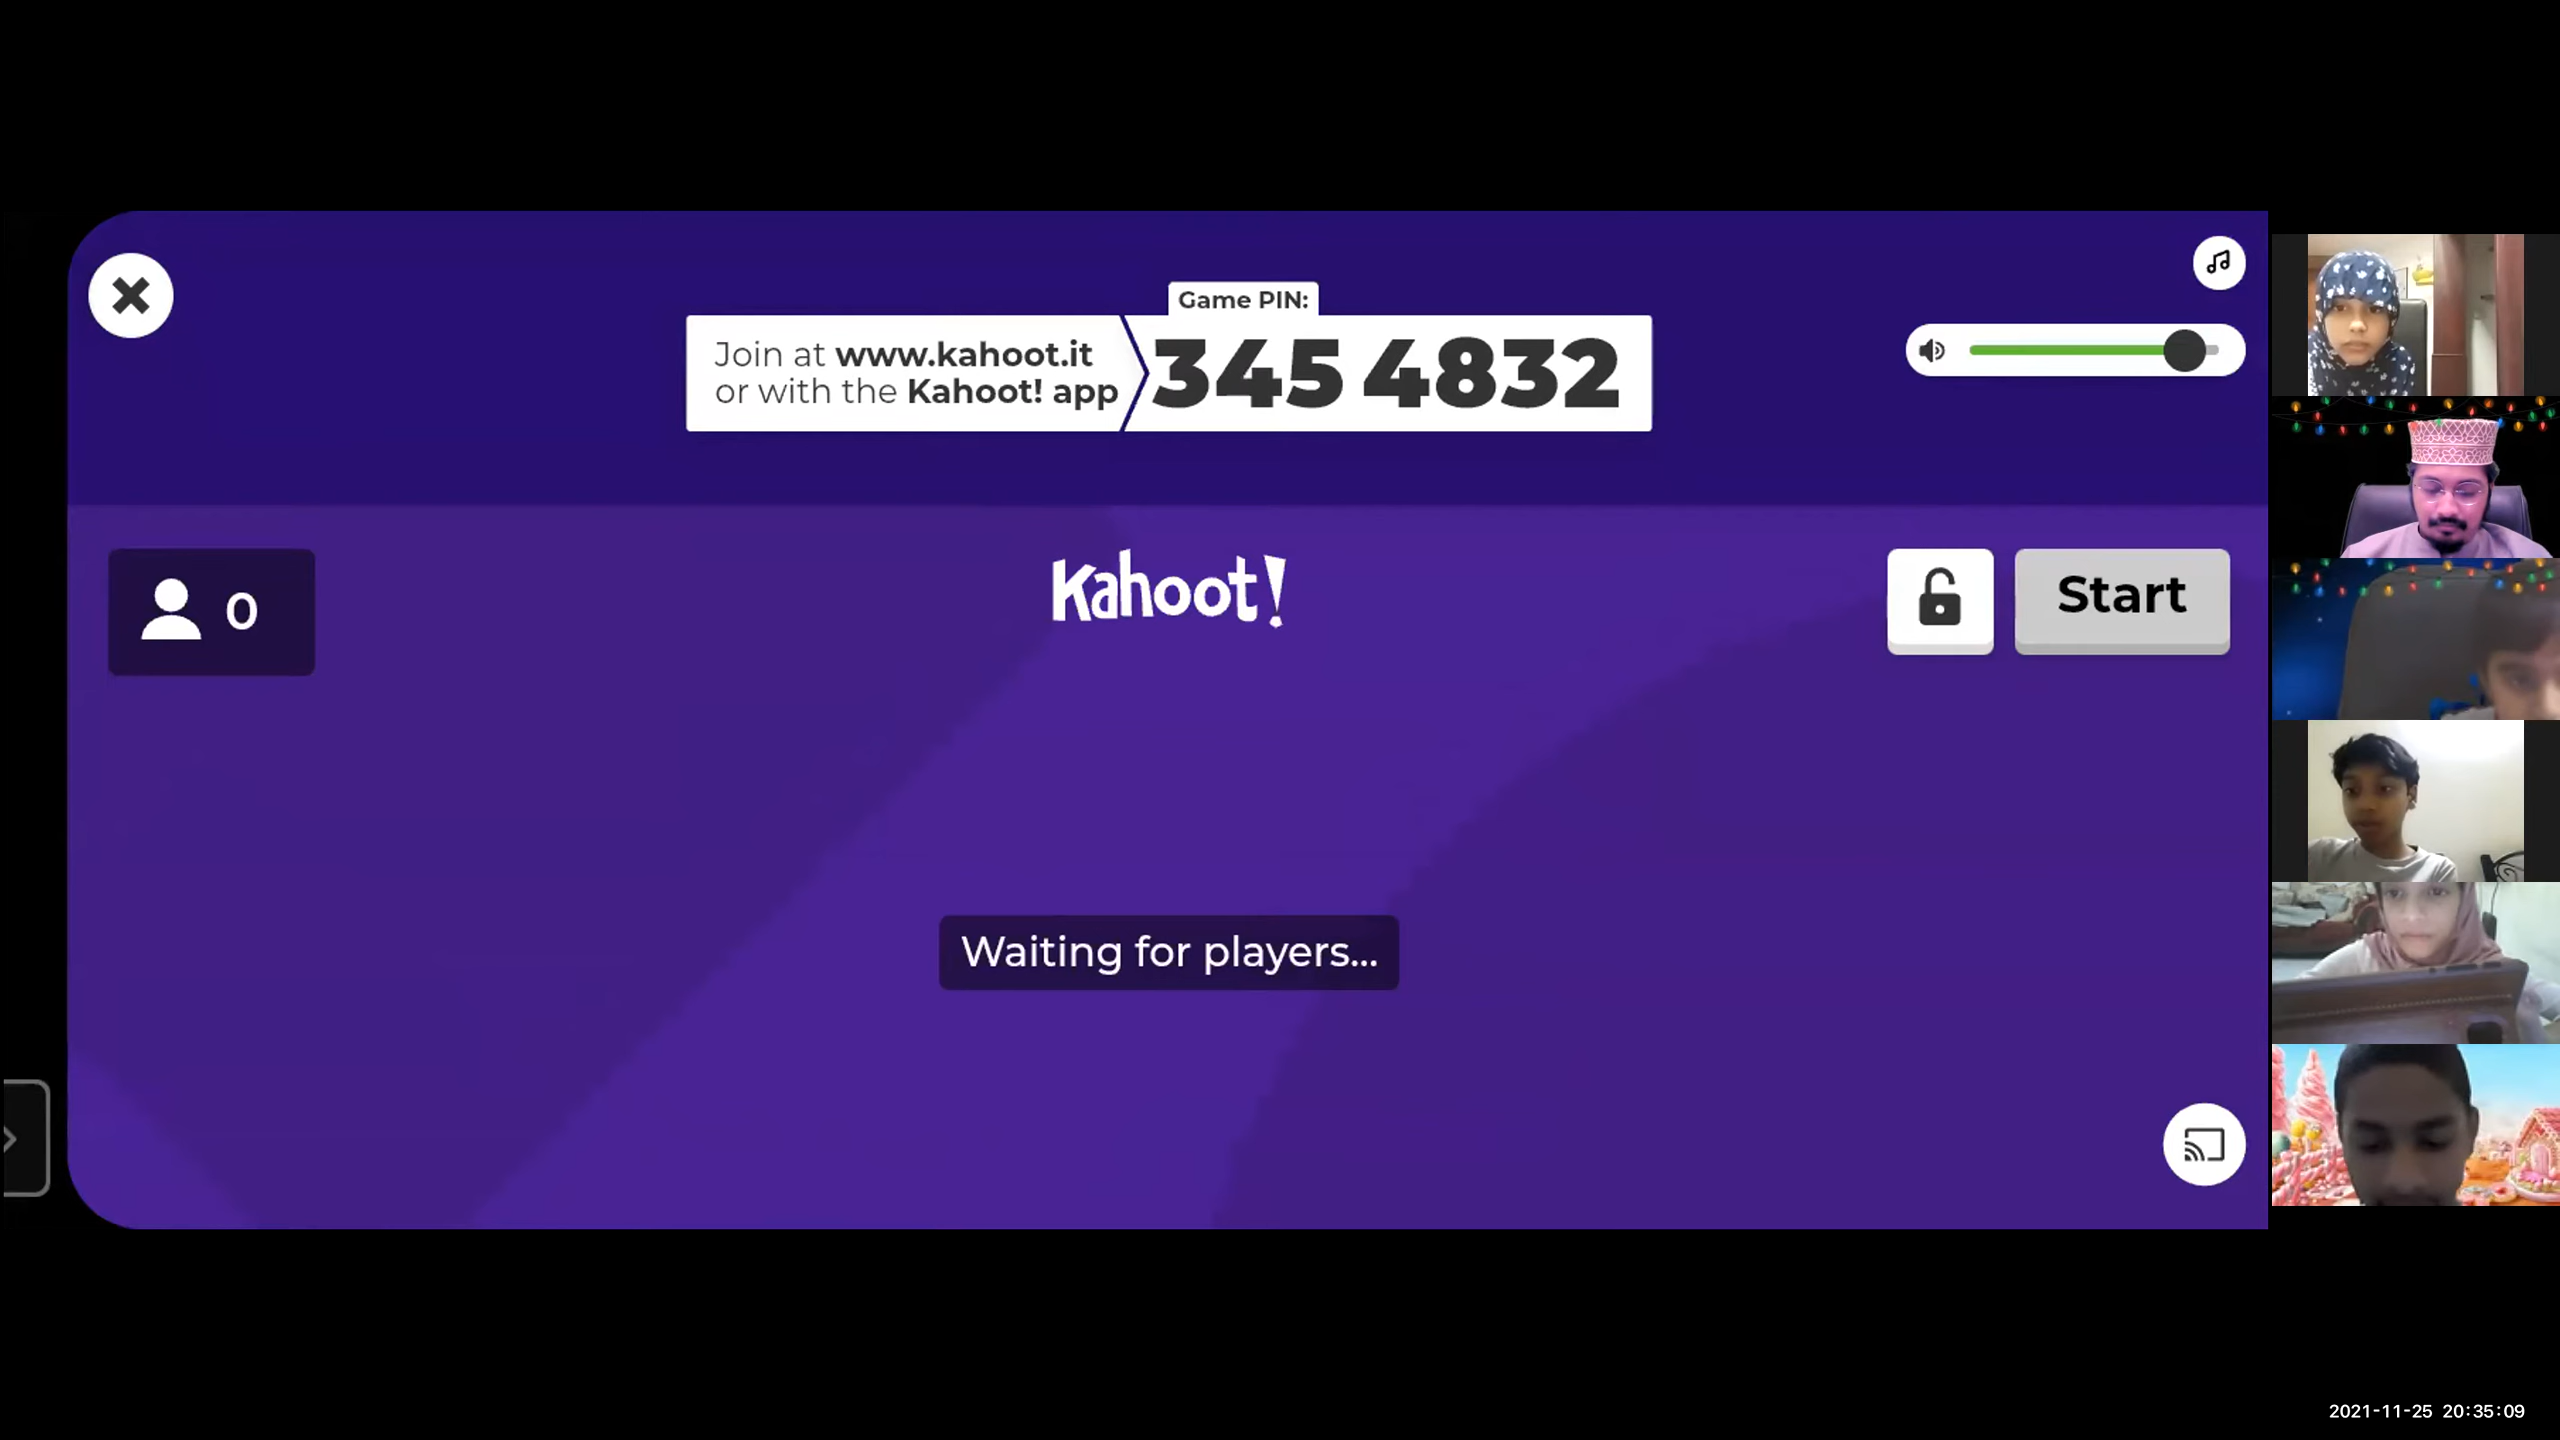 Game PIN:
Join at www.kahoot.it
or with the Kahoot! app
345 4832
0
Kahoot!
Start
Waiting for players...
2021-11-25 20:35:09